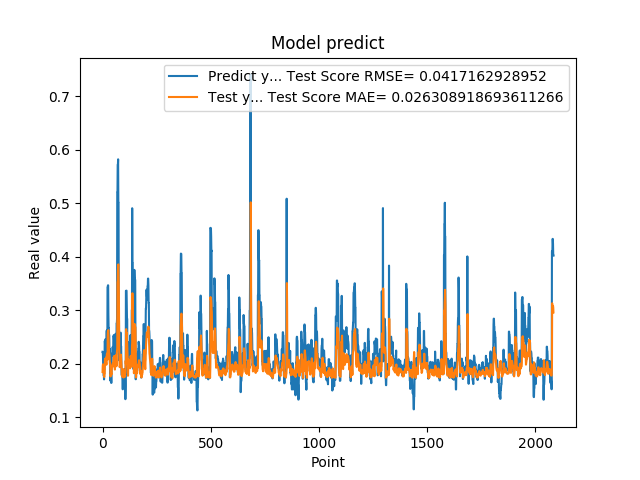 Model predict
Predict y... Test Score RMSE= 0.0417162928952
Test y... Test Score MAE= 0.026308918693611266
0.7
0.6
0.5
0.4
0.3
0.2
0.1
Real value
0 500 1000 1500 2000
Point